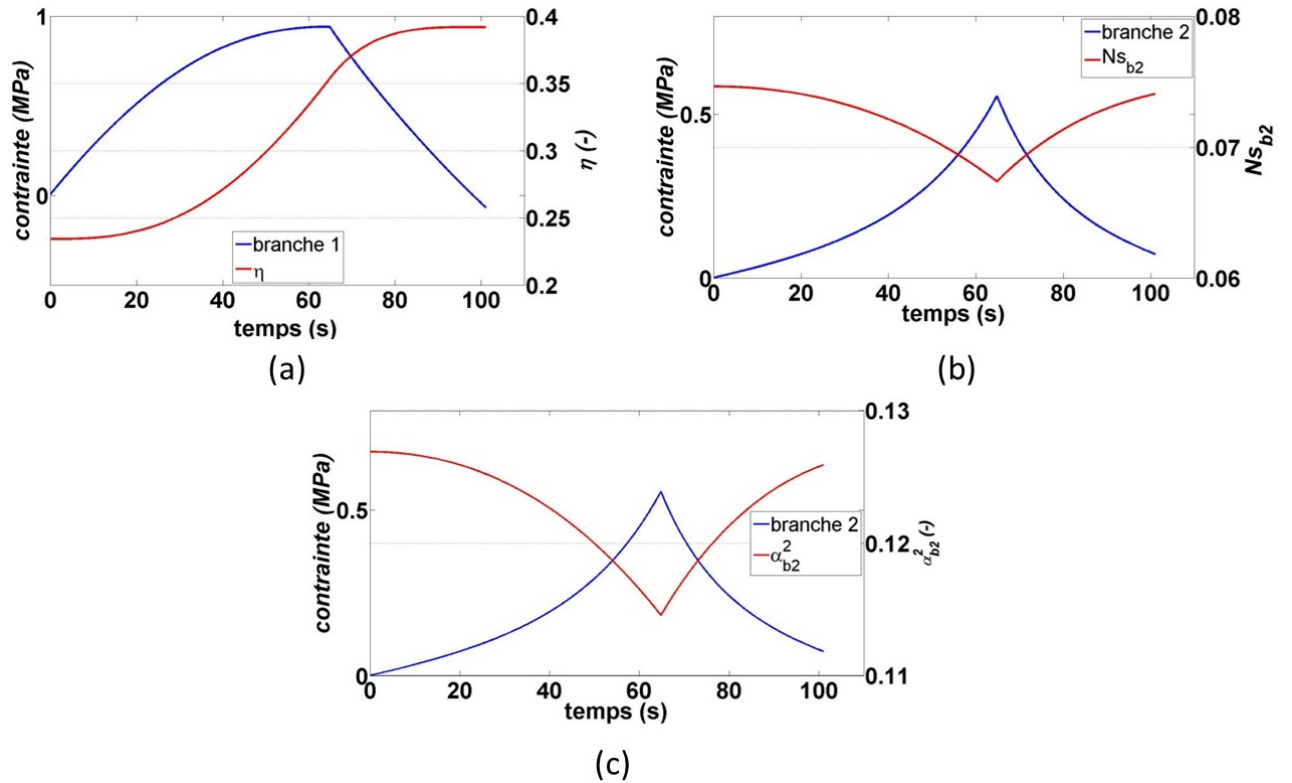 1
0.4
contrainte (MPa)
0.35
0.3
η (-)
0
0.25
branche 1
η
0.2
0
20
40
60
80
100
temps (s)
(a)
0.08
branche 2
Ns_b2
contrainte (MPa)
0.5
0.07
Ns_b2
0
0.06
0
20
40
60
80
100
temps (s)
(b)
0.13
contrainte (MPa)
0.5
branche 2
α²_b2
0.12
α²_b2 (-)
0
0.11
0
20
40
60
80
100
temps (s)
(c)